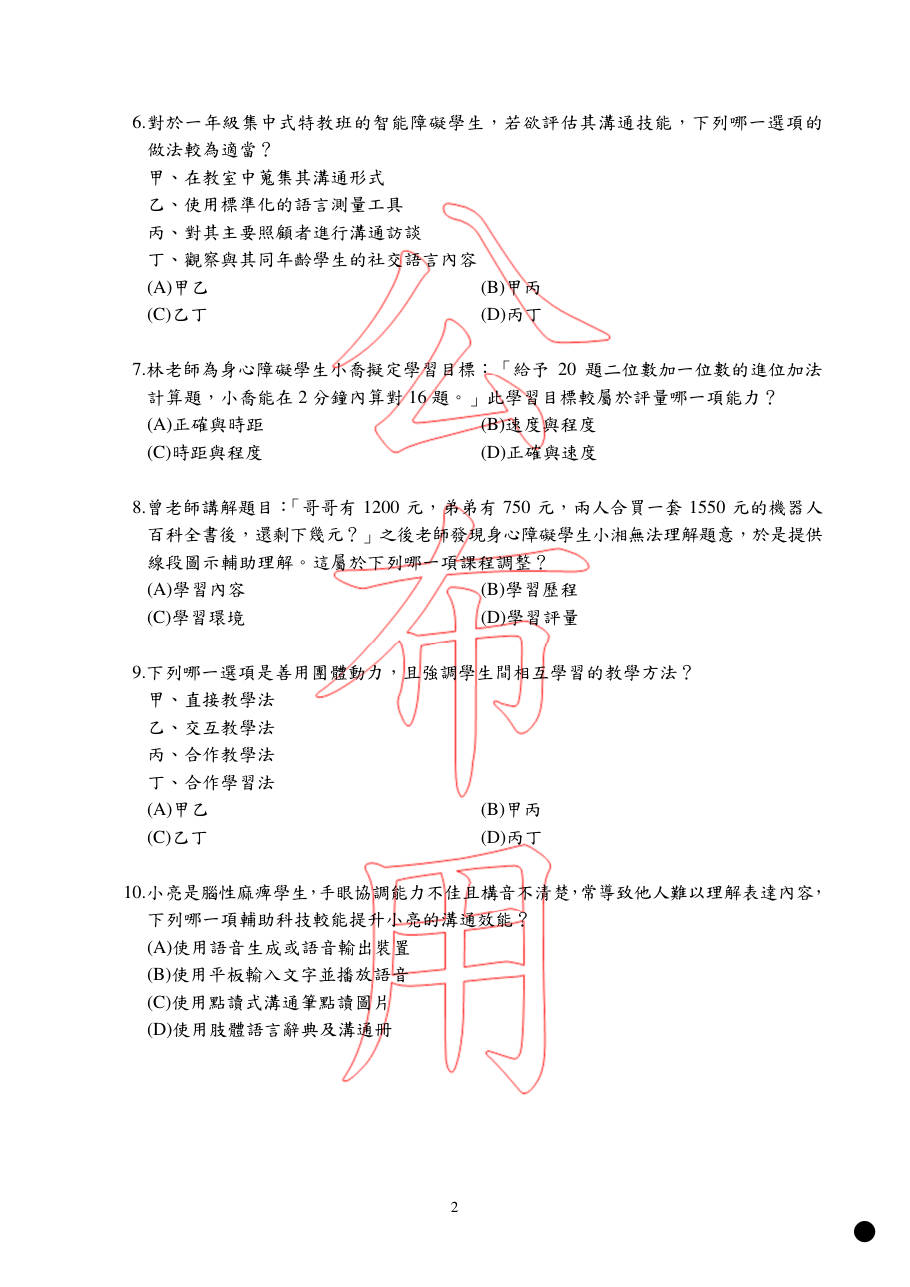 6.對於一年級集中式特教班的智能障礙學生，若欲評估其溝通技能，下列哪一選項的
做法較為適當？
甲、在教室中蒐集其溝通形式
乙、使用標準化的語言測量工具
丙、對其主要照顧者進行溝通訪談
丁、觀察與其同年齡學生的社交語言內容
(A)甲乙 (B)甲丙
(C)乙丁 (D)丙丁
7.林老師為身心障礙學生小喬擬定學習目標：「給予 20 題二位數加一位數的進位加法
計算題，小喬能在 2 分鐘內算對 16 題。」此學習目標較屬於評量哪一項能力？
(A)正確與時距 (B)速度與程度
(C)時距與程度 (D)正確與速度
8.曾老師講解題目：「哥哥有 1200 元，弟弟有 750 元，兩人合買一套 1550 元的機器人
百科全書後，還剩下幾元？」之後老師發現身心障礙學生小湘無法理解題意，於是提供
線段圖示輔助理解。這屬於下列哪一項課程調整？
(A)學習內容 (B)學習歷程
(C)學習環境 (D)學習評量
9.下列哪一選項是善用團體動力，且強調學生間相互學習的教學方法？
甲、直接教學法
乙、交互教學法
丙、合作教學法
丁、合作學習法
(A)甲乙 (B)甲丙
(C)乙丁 (D)丙丁
10.小亮是腦性麻痺學生，手眼協調能力不佳且構音不清楚，常導致他人難以理解表達內容，
下列哪一項輔助科技較能提升小亮的溝通效能？
(A)使用語音生成或語音輸出裝置
(B)使用平板輸入文字並播放語音
(C)使用點讀式溝通筆點讀圖片
(D)使用肢體語言辭典及溝通冊
公布用
2